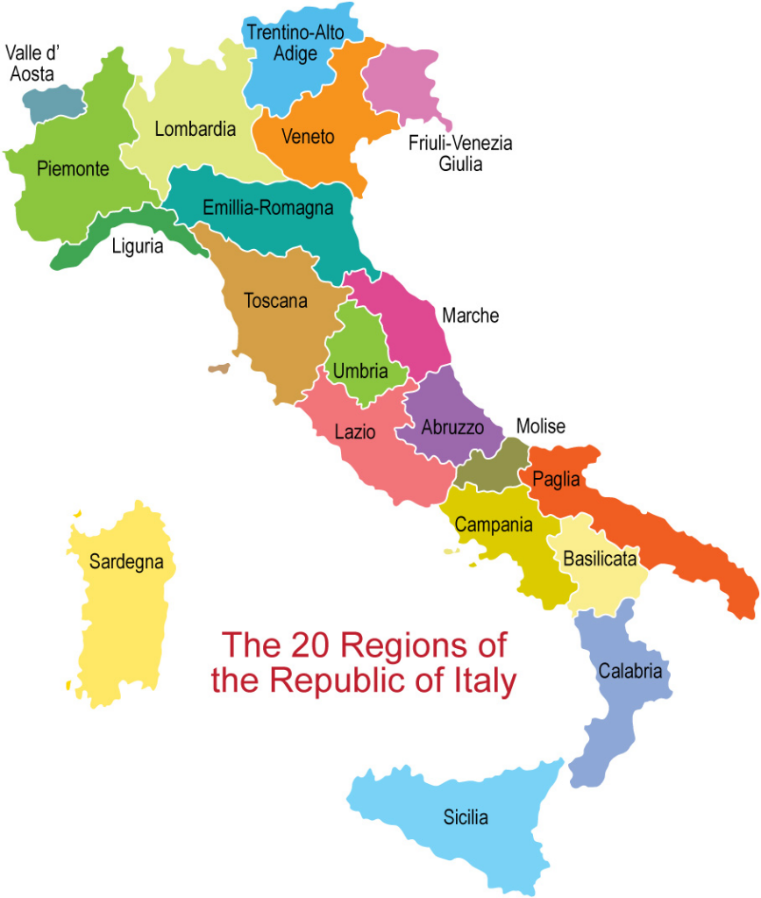 Trentino-Alto
Adige
Valle d'
Aosta
Lombardia
Veneto
Friuli-Venezia
Giulia
Piemonte
Emillia-Romagna
Liguria
Toscana
Marche
Umbria
Lazio
Abruzzo
Molise
Paglia
Campania
Basilicata
Sardegna
The 20 Regions of
the Republic of Italy
Calabria
Sicilia